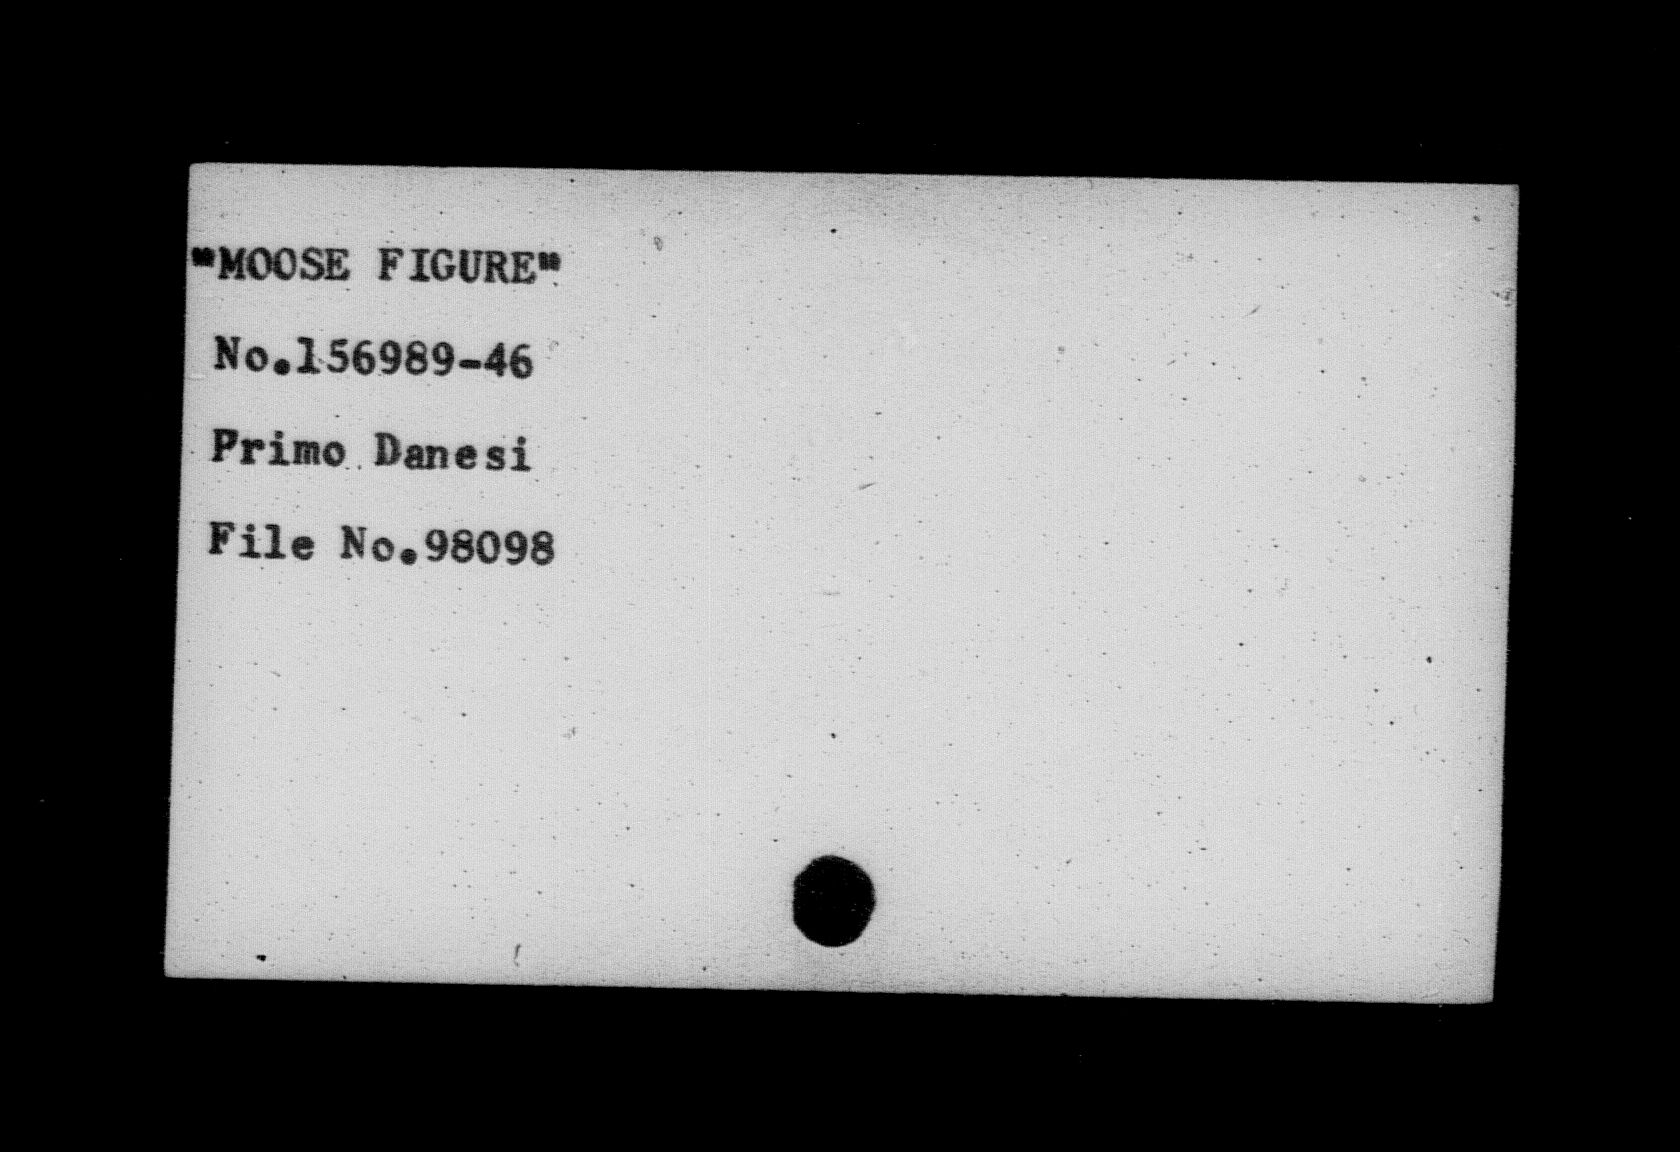 "MOOSE FIGURE"
No.156989-46
Primo Danesi
File No.98098